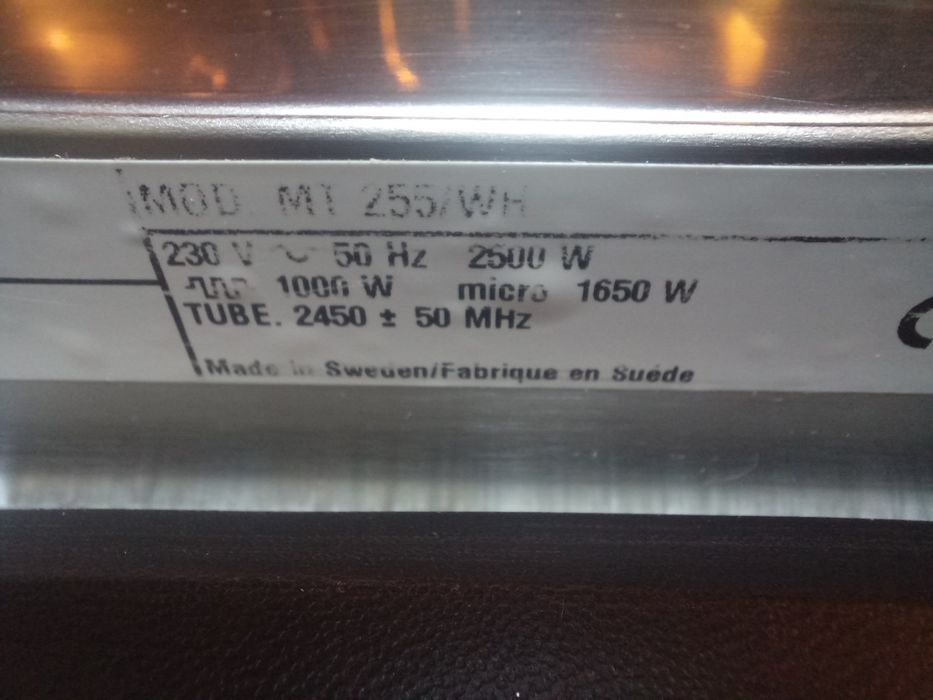 MOD. MT 255/WH
230 V ~ 50 Hz 2500 W
1000 W micro 1650 W
TUBE. 2450 ± 50 MHz
Made in Sweden/Fabrique en Suéde